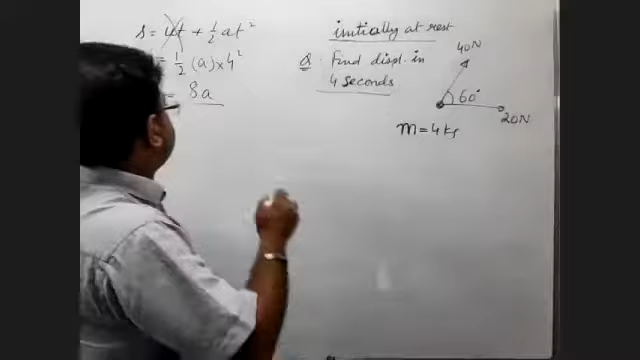 s = ut + ½ at²
= ½ (a) × 4²
= 8a
initially at rest
Q. Find displ. in
4 seconds
40N
60°
20N
m = 4 kg